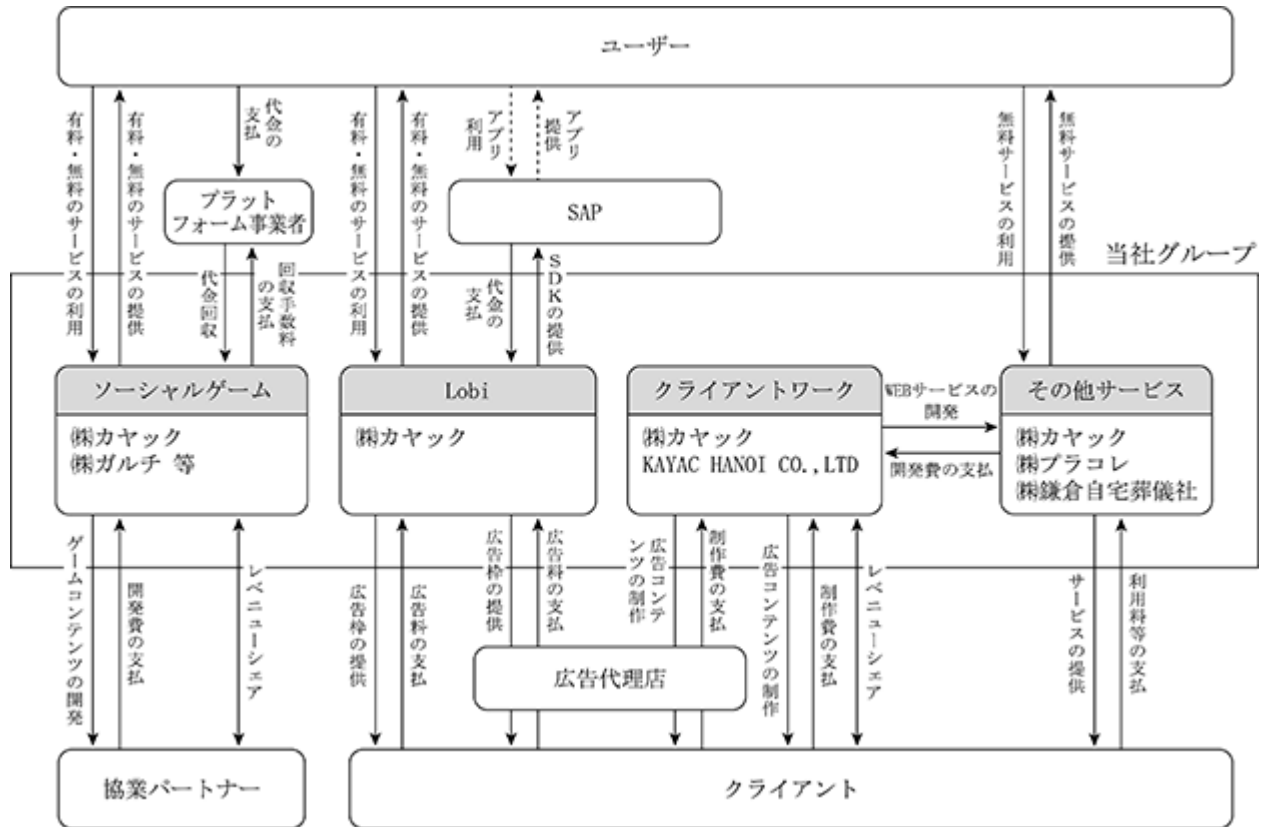 ユーザー
有料・無料のサービスの利用
有料・無料のサービスの提供
代金の
支払
有料・無料のサービスの利用
有料・無料のサービスの提供
アプリ
利用
アプリ
提供
無料サービスの利用
無料サービスの提供
プラット
フォーム事業者
SAP
当社グループ
代金回収
回収手数料
の支払
代金の
支払
SDKの提供
ソーシャルゲーム
㈱カヤック
㈱ガルチ 等
Lobi
㈱カヤック
クライアントワーク
㈱カヤック
KAYAC HANOI CO.,LTD
WEBサービスの
開発
開発費の支払
その他サービス
㈱カヤック
㈱プラコレ
㈱鎌倉自宅葬儀社
ゲームコンテンツの開発
開発費の支払
レベニューシェア
広告枠の提供
広告料の支払
広告枠の提供
広告料の支払
広告コンテ
ンツの制作
制作費の支払
広告コンテンツの制作
制作費の支払
レベニューシェア
サービスの提供
利用料等の支払
広告代理店
協業パートナー
クライアント